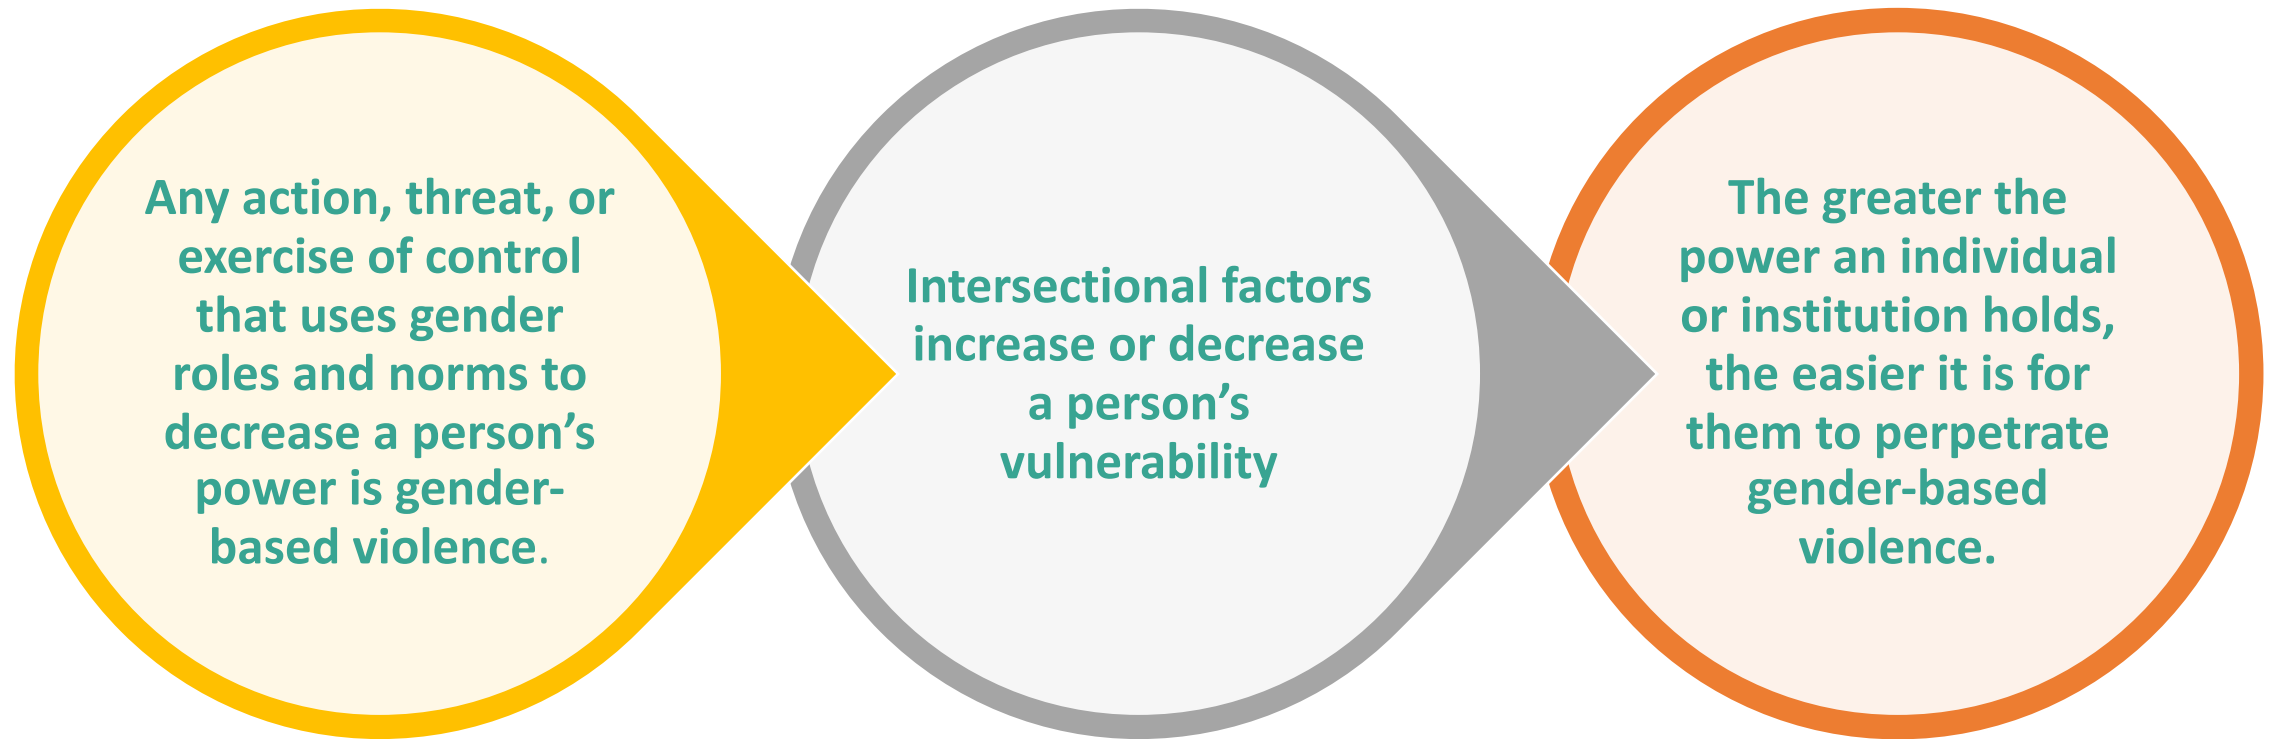 Any action, threat, or
exercise of control
that uses gender
roles and norms to
decrease a person’s
power is gender-
based violence.
Intersectional factors
increase or decrease
a person’s
vulnerability
The greater the
power an individual
or institution holds,
the easier it is for
them to perpetrate
gender-based
violence.